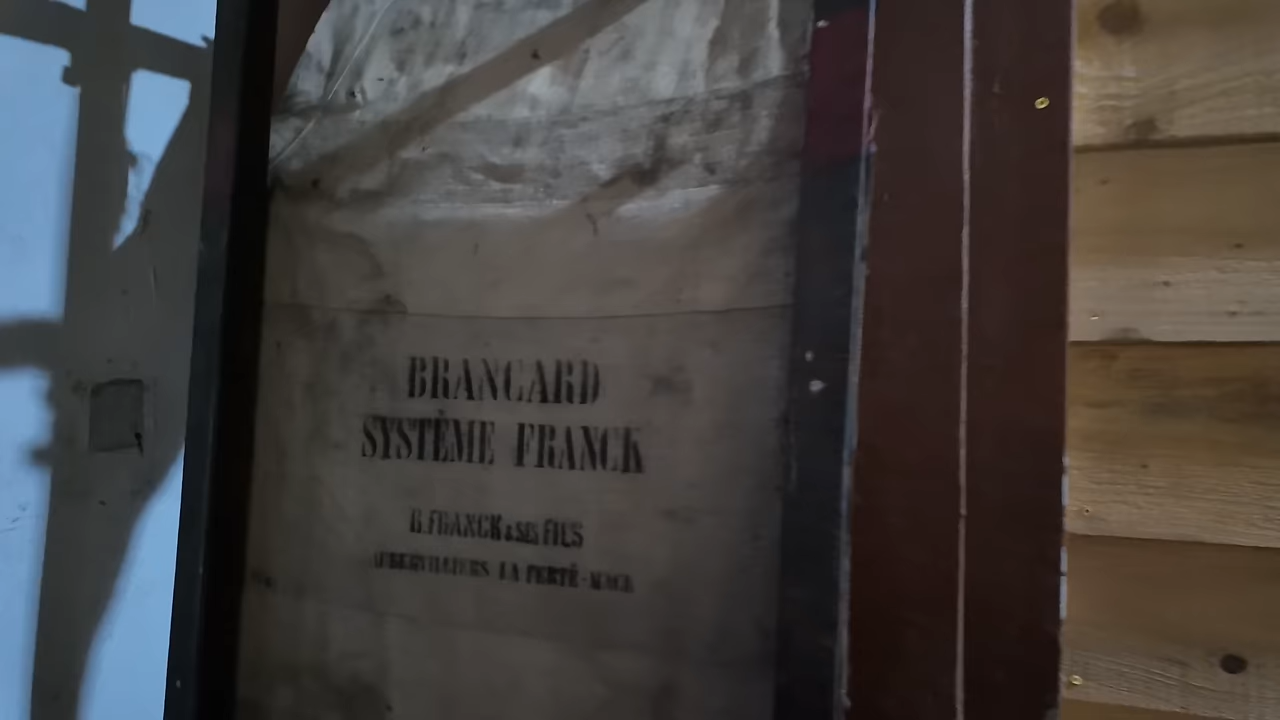 BRANCARD
SYSTÈME FRANCK
R. FRANCK & SES FILS
AUBERVILLIERS LA FERTÉ-MACÉ